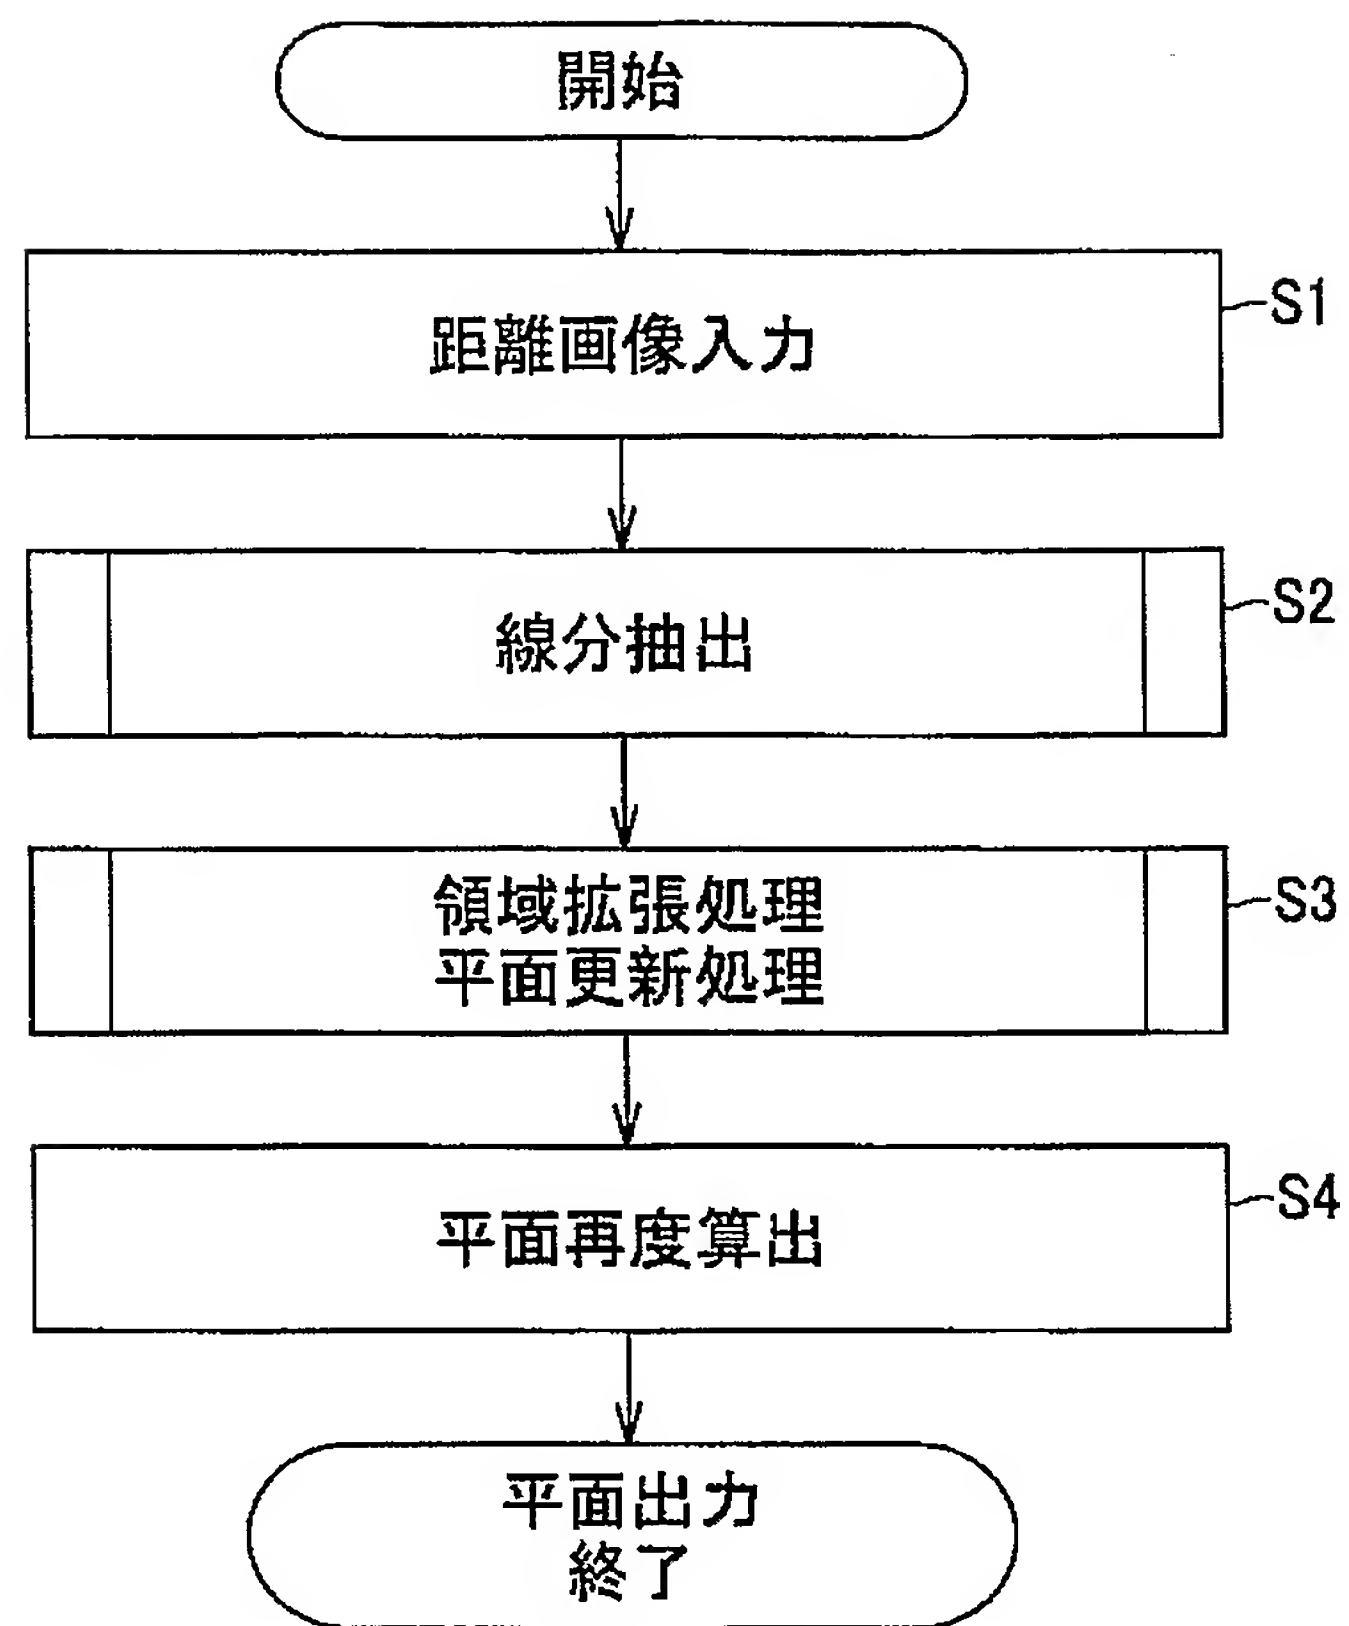 開始
距離画像入力
S1
線分抽出
S2
領域拡張処理
平面更新処理
S3
平面再度算出
S4
平面出力
終了